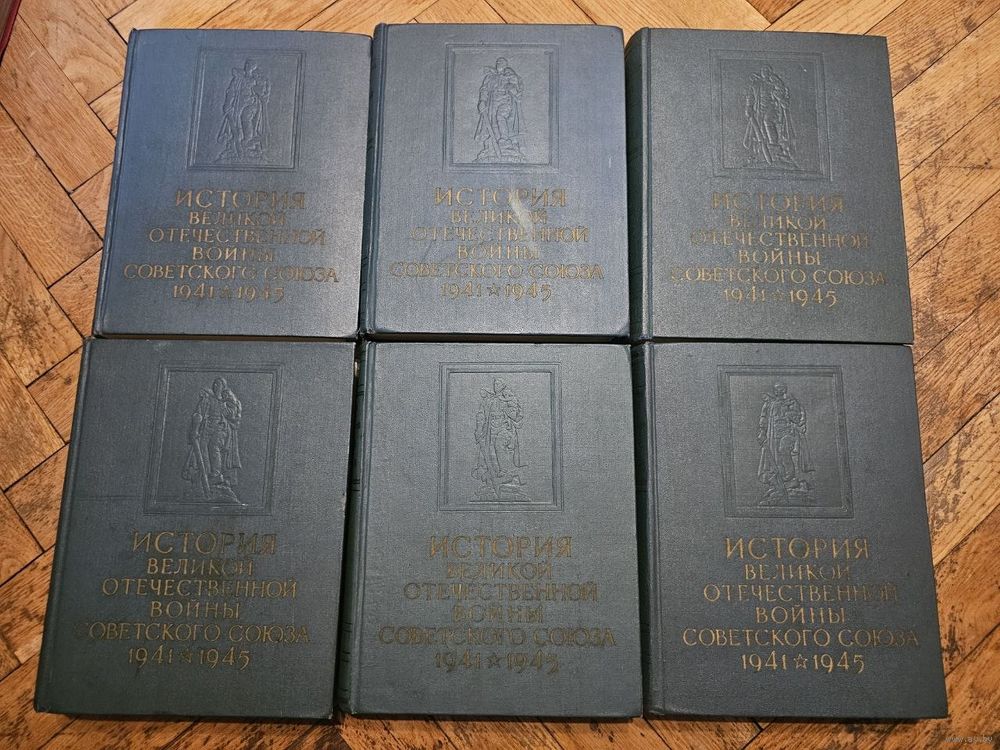 ИСТОРИЯ
ВЕЛИКОЙ
ОТЕЧЕСТВЕННОЙ
ВОЙНЫ
СОВЕТСКОГО СОЮЗА
1941☆1945
ИСТОРИЯ
ВЕЛИКОЙ
ОТЕЧЕСТВЕННОЙ
ВОЙНЫ
СОВЕТСКОГО СОЮЗА
1941☆1945
ИСТОРИЯ
ВЕЛИКОЙ
ОТЕЧЕСТВЕННОЙ
ВОЙНЫ
СОВЕТСКОГО СОЮЗА
1941☆1945
ИСТОРИЯ
ВЕЛИКОЙ
ОТЕЧЕСТВЕННОЙ
ВОЙНЫ
СОВЕТСКОГО СОЮЗА
1941☆1945
ИСТОРИЯ
ВЕЛИКОЙ
ОТЕЧЕСТВЕННОЙ
ВОЙНЫ
СОВЕТСКОГО СОЮЗА
1941☆1945
ИСТОРИЯ
ВЕЛИКОЙ
ОТЕЧЕСТВЕННОЙ
ВОЙНЫ
СОВЕТСКОГО СОЮЗА
1941☆1945